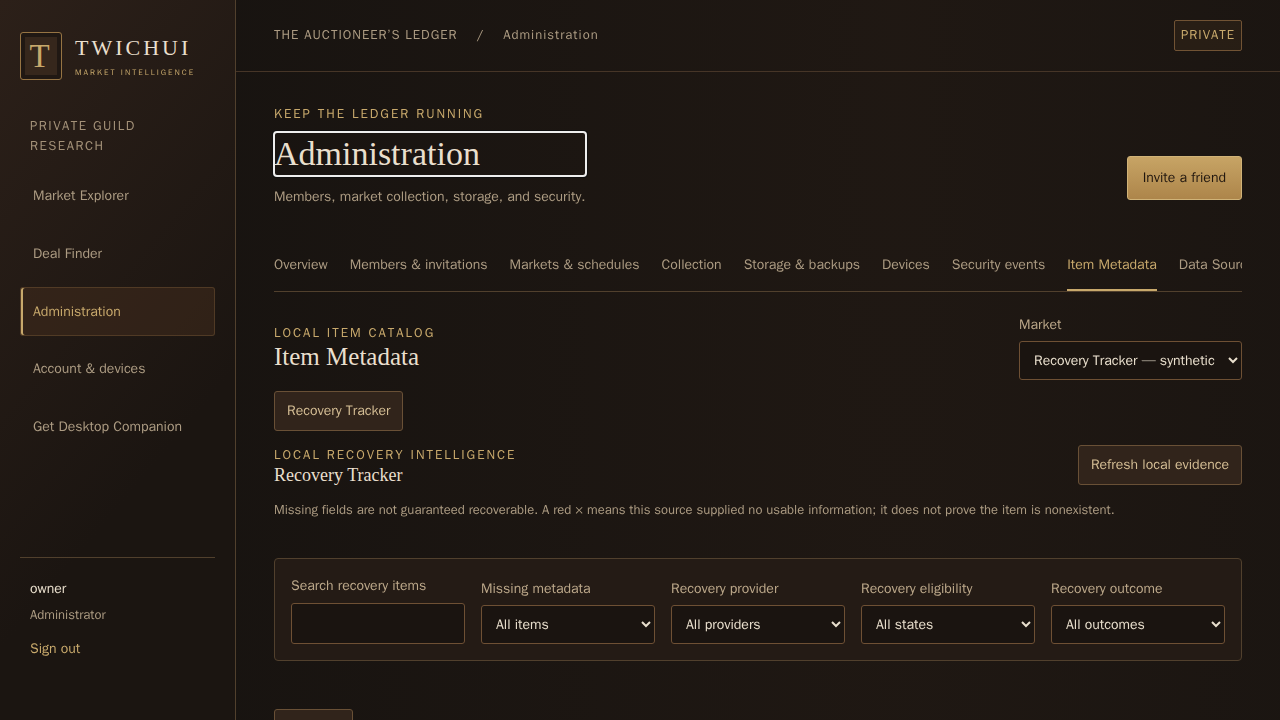 T
TWICHUI
MARKET INTELLIGENCE
PRIVATE GUILD
RESEARCH
Market Explorer
Deal Finder
Administration
Account & devices
Get Desktop Companion
owner
Administrator
Sign out
THE AUCTIONEER'S LEDGER / Administration
PRIVATE
KEEP THE LEDGER RUNNING
Administration
Members, market collection, storage, and security.
Invite a friend
Overview Members & invitations Markets & schedules Collection Storage & backups Devices Security events Item Metadata Data Sour
LOCAL ITEM CATALOG
Item Metadata
Market
Recovery Tracker — synthetic
Recovery Tracker
LOCAL RECOVERY INTELLIGENCE
Recovery Tracker
Refresh local evidence
Missing fields are not guaranteed recoverable. A red × means this source supplied no usable information; it does not prove the item is nonexistent.
Search recovery items Missing metadata Recovery provider Recovery eligibility Recovery outcome
All items All providers All states All outcomes